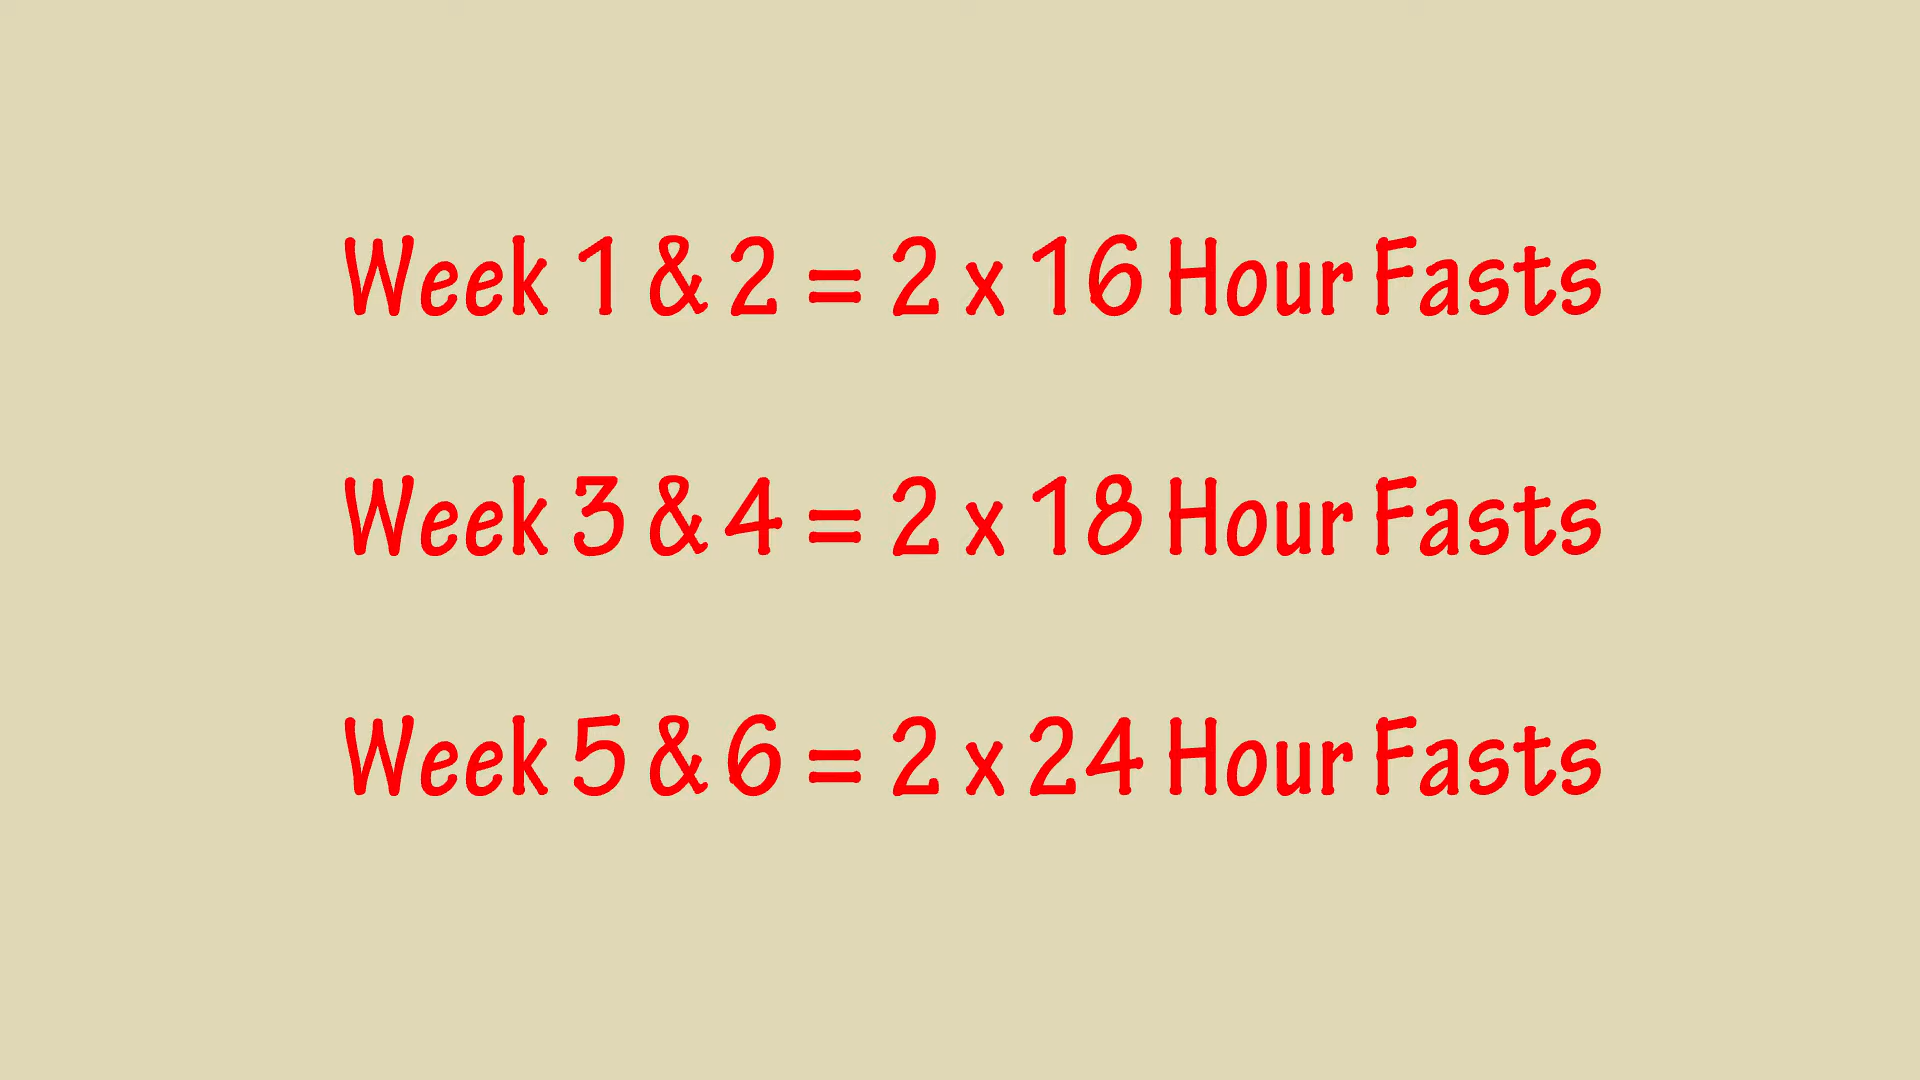 Week 1 & 2 = 2 x 16 Hour Fasts
Week 3 & 4 = 2 x 18 Hour Fasts
Week 5 & 6 = 2 x 24 Hour Fasts